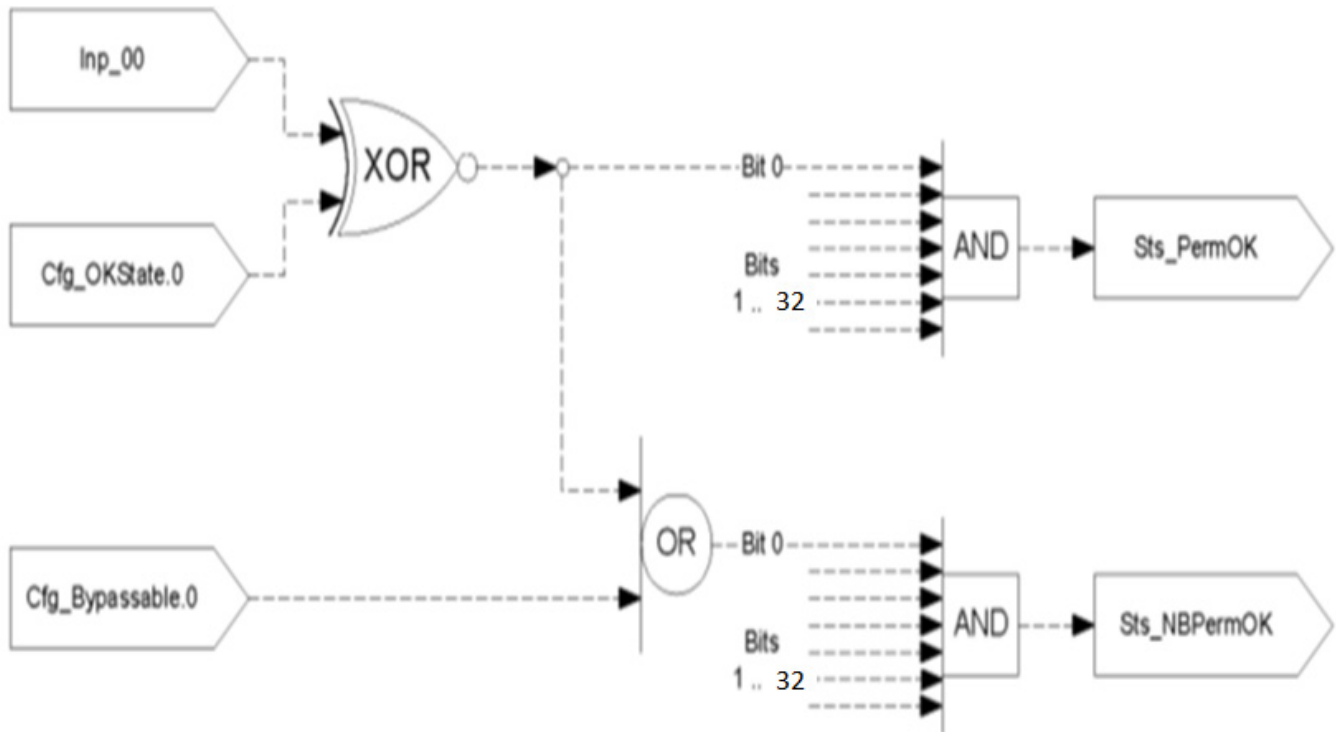 Inp_00
XOR
Bit 0
Cfg_OKState.0
Bits
1 .. 32
AND
Sts_PermOK
OR
Bit 0
Cfg_Bypassable.0
Bits
1 .. 32
AND
Sts_NBPermOK